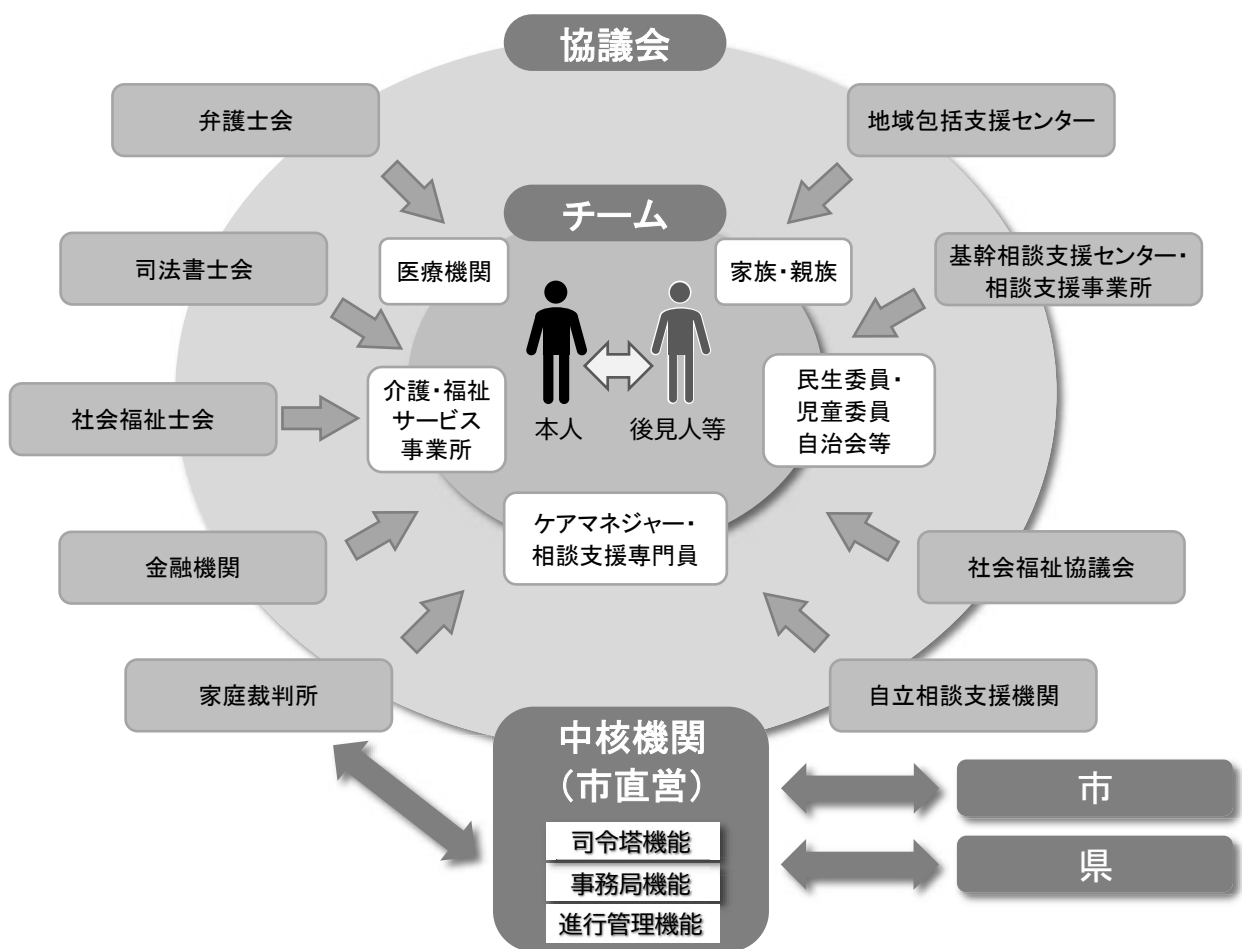 協議会
弁護士会
地域包括支援センター
チーム
司法書士会
医療機関
家族・親族
基幹相談支援センター・
相談支援事業所
社会福祉士会
介護・福祉
サービス
事業所
本人
後見人等
民生委員・
児童委員
自治会等
金融機関
ケアマネジャー・
相談支援専門員
社会福祉協議会
家庭裁判所
自立相談支援機関
中核機関
（市直営）
司令塔機能
事務局機能
進行管理機能
市
県